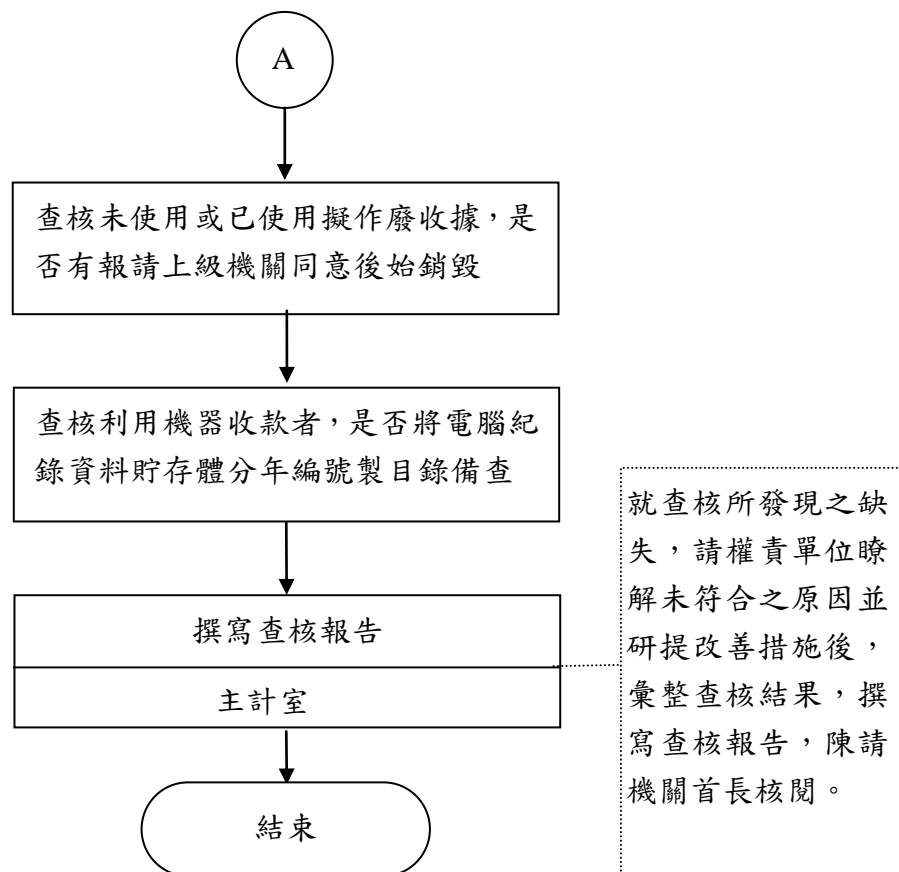 A
查核未使用或已使用擬作廢收據,是
否有報請上級機關同意後始銷毀
查核利用機器收款者,是否將電腦紀
錄資料貯存體分年編號製目錄備查
撰寫查核報告
主計室
結束
就查核所發現之缺
失,請權責單位瞭
解未符合之原因並
研提改善措施後,
彙整查核結果,撰
寫查核報告,陳請
機關首長核閱。